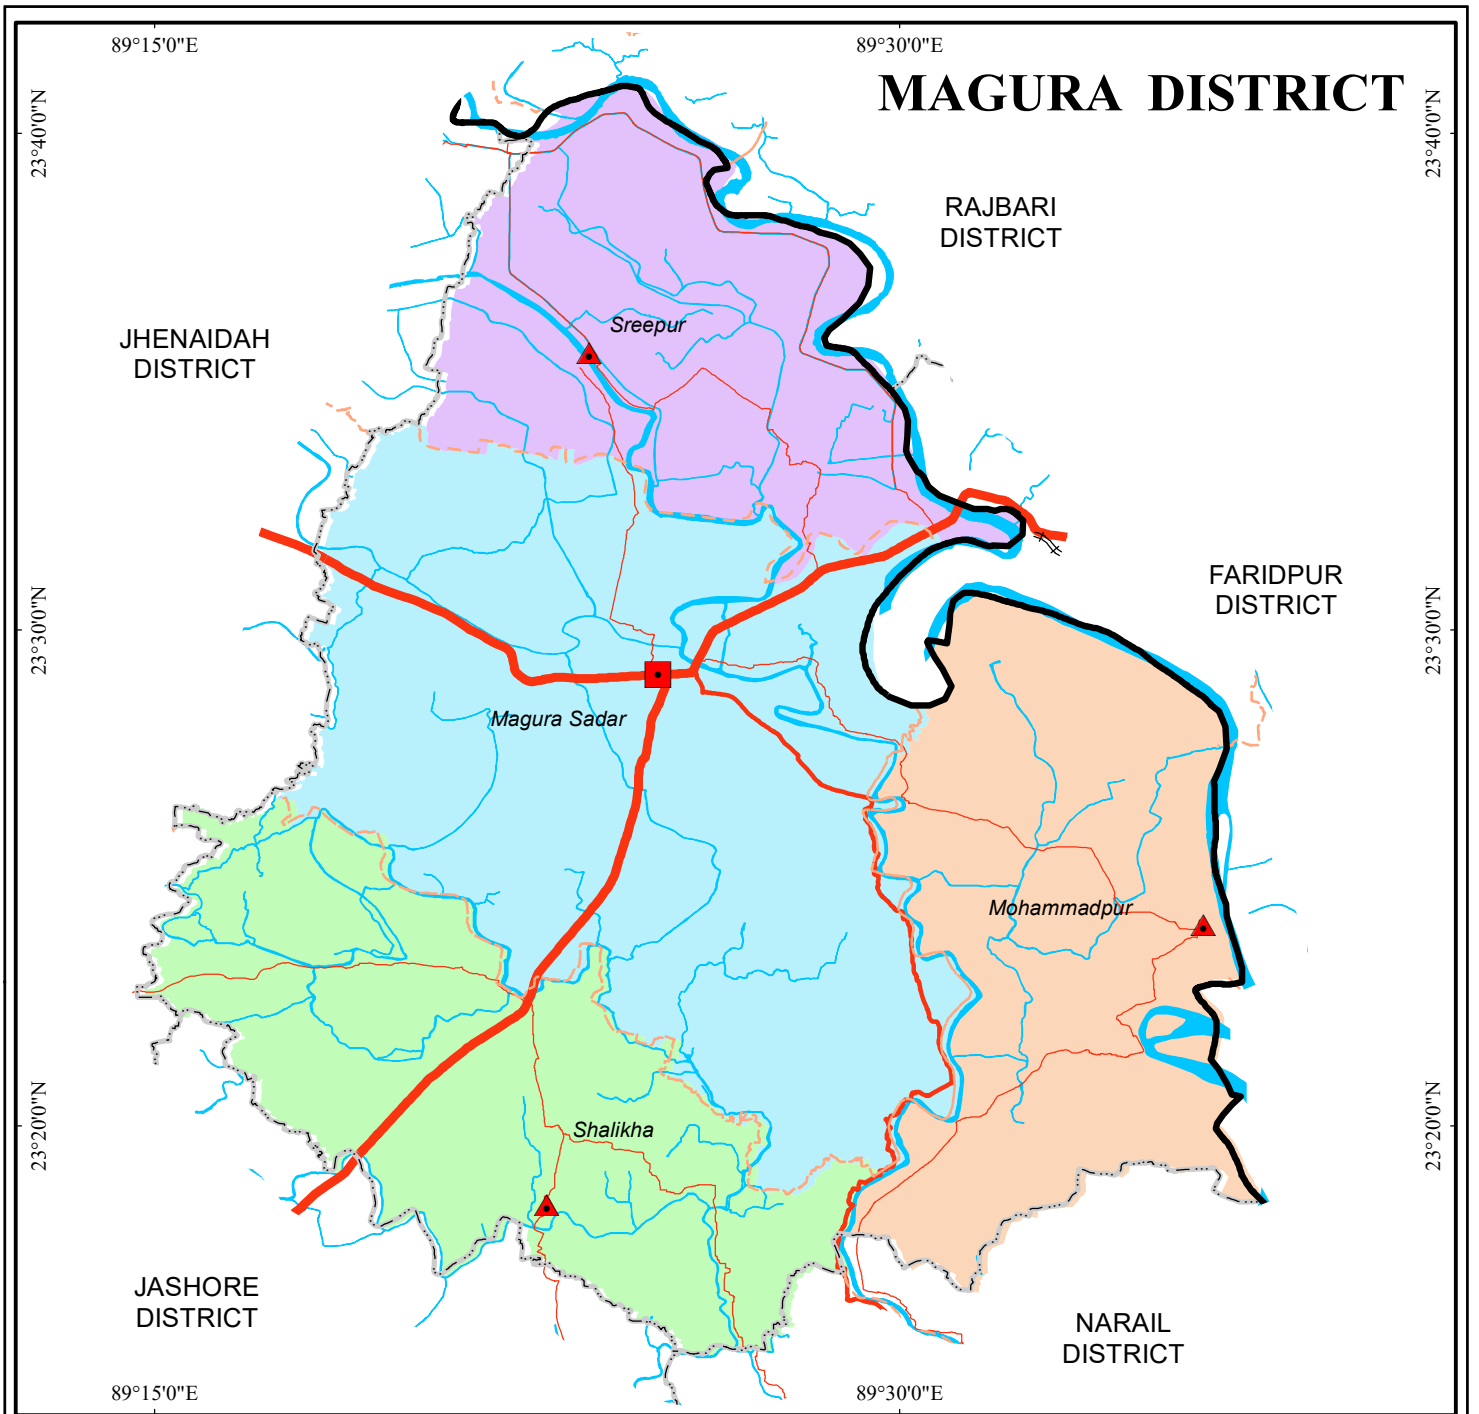 89°15'0"E
89°30'0"E
MAGURA DISTRICT
23°40'0"N
23°40'0"N
RAJBARI
DISTRICT
JHENAIDAH
DISTRICT
Sreepur
FARIDPUR
DISTRICT
23°30'0"N
23°30'0"N
Magura Sadar
Mohammadpur
23°20'0"N
23°20'0"N
Shalikha
JASHORE
DISTRICT
NARAIL
DISTRICT
89°15'0"E
89°30'0"E